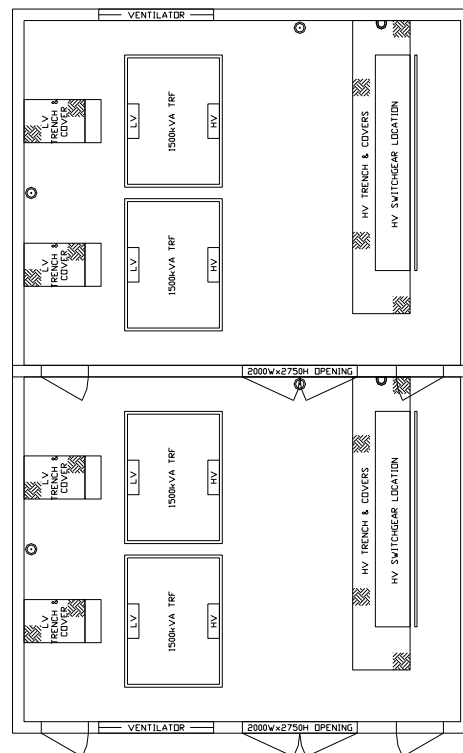 VENTILATOR
LV
TRENCH &
COVER
LV
1500kVA TRF
HV
HV TRENCH & COVERS
HV SWITCHGEAR LOCATION
LV
TRENCH &
COVER
LV
1500kVA TRF
HV
2000Wx2750H OPENING
LV
TRENCH &
COVER
LV
1500kVA TRF
HV
HV TRENCH & COVERS
HV SWITCHGEAR LOCATION
LV
TRENCH &
COVER
LV
1500kVA TRF
HV
VENTILATOR
2000Wx2750H OPENING